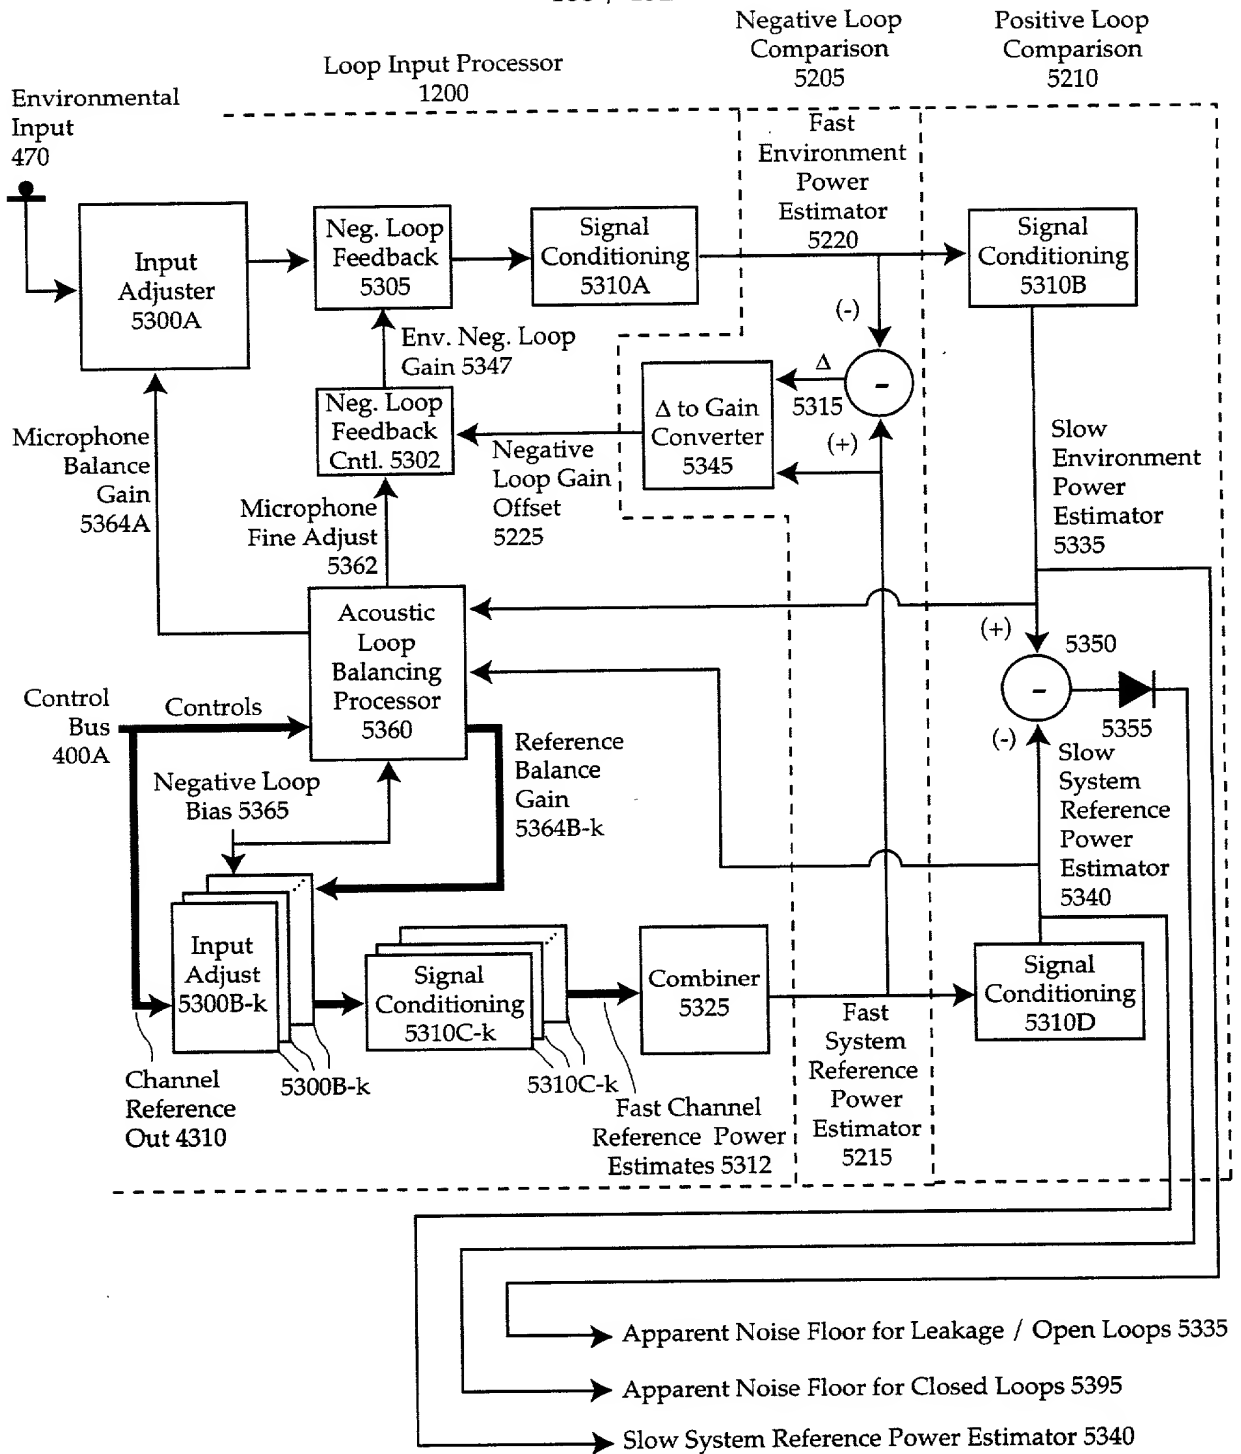 Negative Loop
Comparison
5205
Positive Loop
Comparison
5210
Loop Input Processor
1200
Environmental
Input
470
Fast
Environment
Power
Estimator
5220
Input
Adjuster
5300A
Neg. Loop
Feedback
5305
Signal
Conditioning
5310A
Signal
Conditioning
5310B
(-)
Env. Neg. Loop
Gain 5347
Δ
5315
-
(+)
Δ to Gain
Converter
5345
Neg. Loop
Feedback
Cntl. 5302
Negative
Loop Gain
Offset
5225
Microphone
Balance
Gain
5364A
Microphone
Fine Adjust
5362
Slow
Environment
Power
Estimator
5335
Acoustic
Loop
Balancing
Processor
5360
(+)
5350
-
5355
(-)
Control
Bus
400A
Controls
Negative Loop
Bias 5365
Reference
Balance
Gain
5364B-k
Slow
System
Reference
Power
Estimator
5340
Input
Adjust
5300B-k
Signal
Conditioning
5310C-k
Combiner
5325
Signal
Conditioning
5310D
Fast
System
Reference
Power
Estimator
5215
Channel
Reference
Out 4310
5300B-k
5310C-k
Fast Channel
Reference Power
Estimates 5312
Apparent Noise Floor for Leakage / Open Loops 5335
Apparent Noise Floor for Closed Loops 5395
Slow System Reference Power Estimator 5340